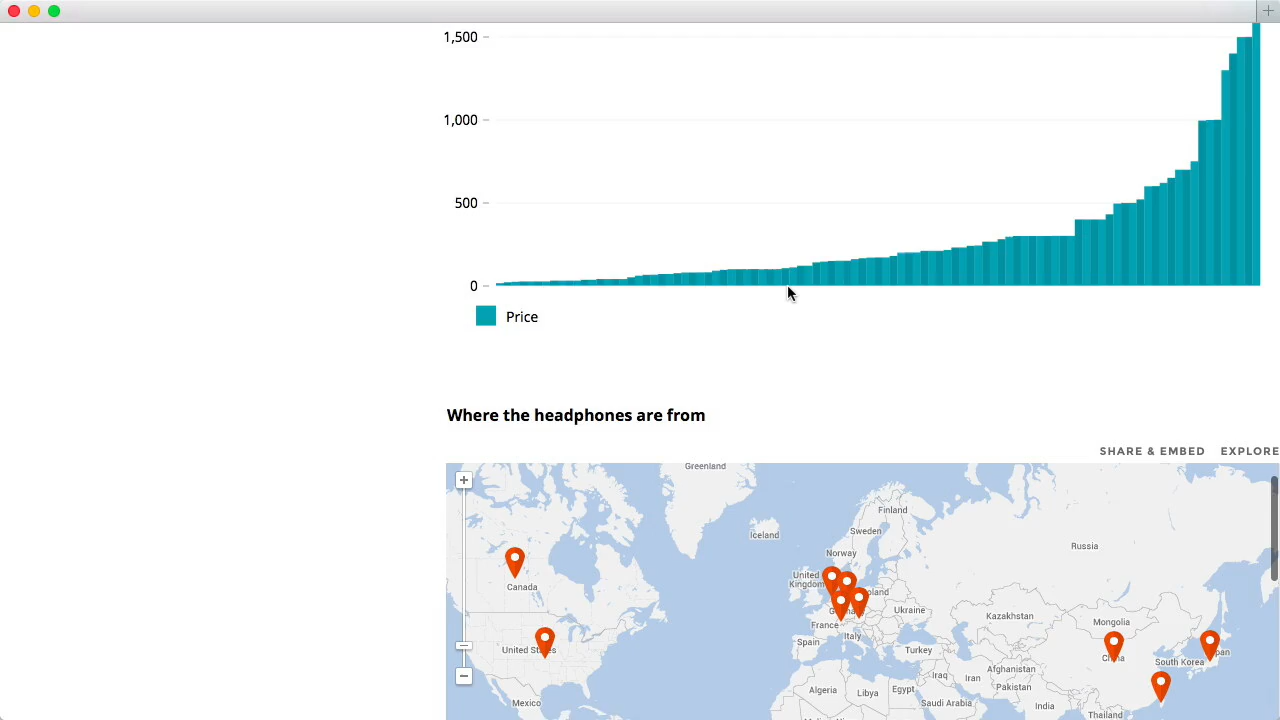 1,500
1,000
500
0
Price
Where the headphones are from
SHARE & EMBED EXPLORE
+
Greenland
Finland
Iceland
Sweden
Russia
Norway
United
Kingdom
Canada
Ukraine
Kazakhstan
Mongolia
France
Italy
Spain
United States
Turkey
South Korea
Afghanistan
Iraq
Iran
Pakistan
Algeria
Libya
Egypt
Saudi Arabia
India
Mexico
Thailand